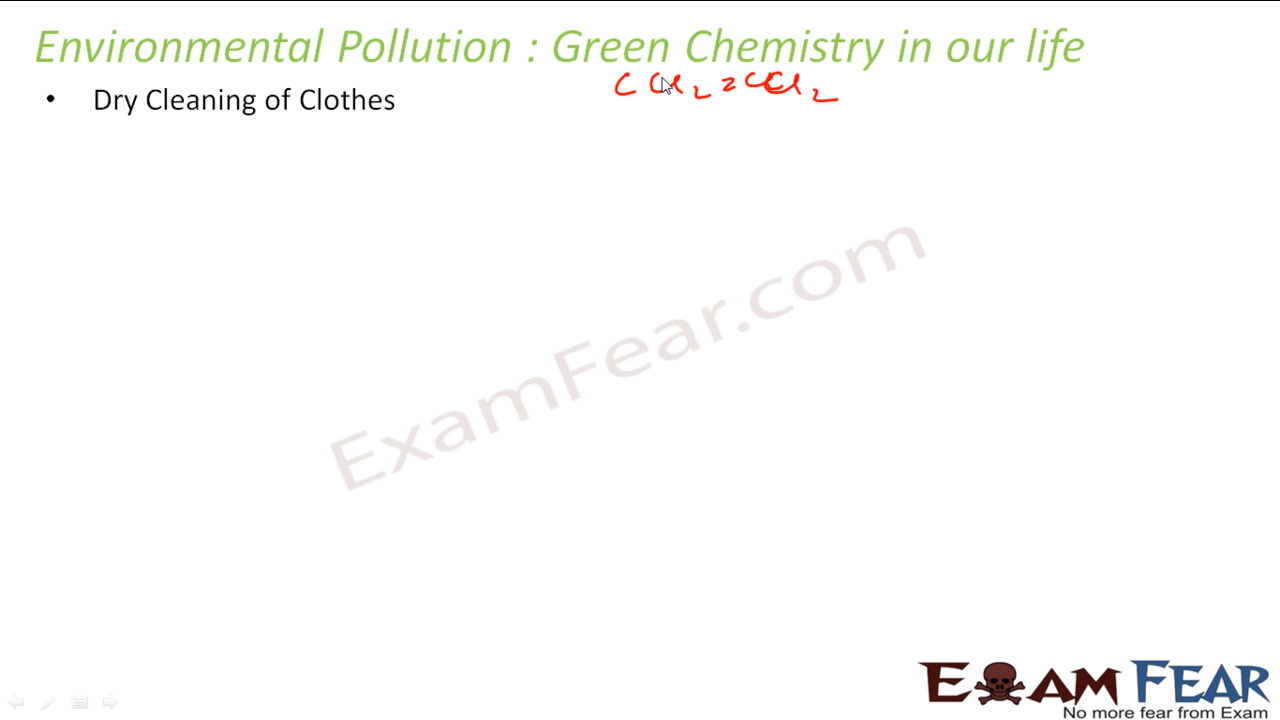 Environmental Pollution : Green Chemistry in our life
CCl2=CCl2
• Dry Cleaning of Clothes
ExamFear.com
EXAM FEAR
No more fear from Exam